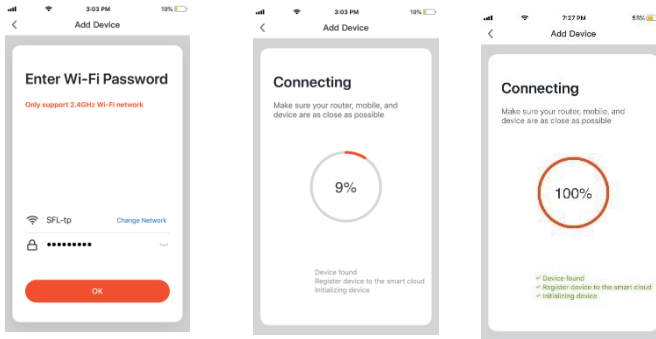 3:03 PM
19%
Add Device
Enter Wi-Fi Password
Only support 2.4GHz Wi-Fi network
SFL-tp
Change Network
•••••••••
OK
3:03 PM
19%
Add Device
Connecting
Make sure your router, mobile, and
device are as close as possible
9%
Device found
Register device to the smart cloud
Initializing device
7:27 PM
53%
Add Device
Connecting
Make sure your router, mobile, and
device are as close as possible
100%
✓ Device found
✓ Register device to the smart cloud
✓ Initializing device